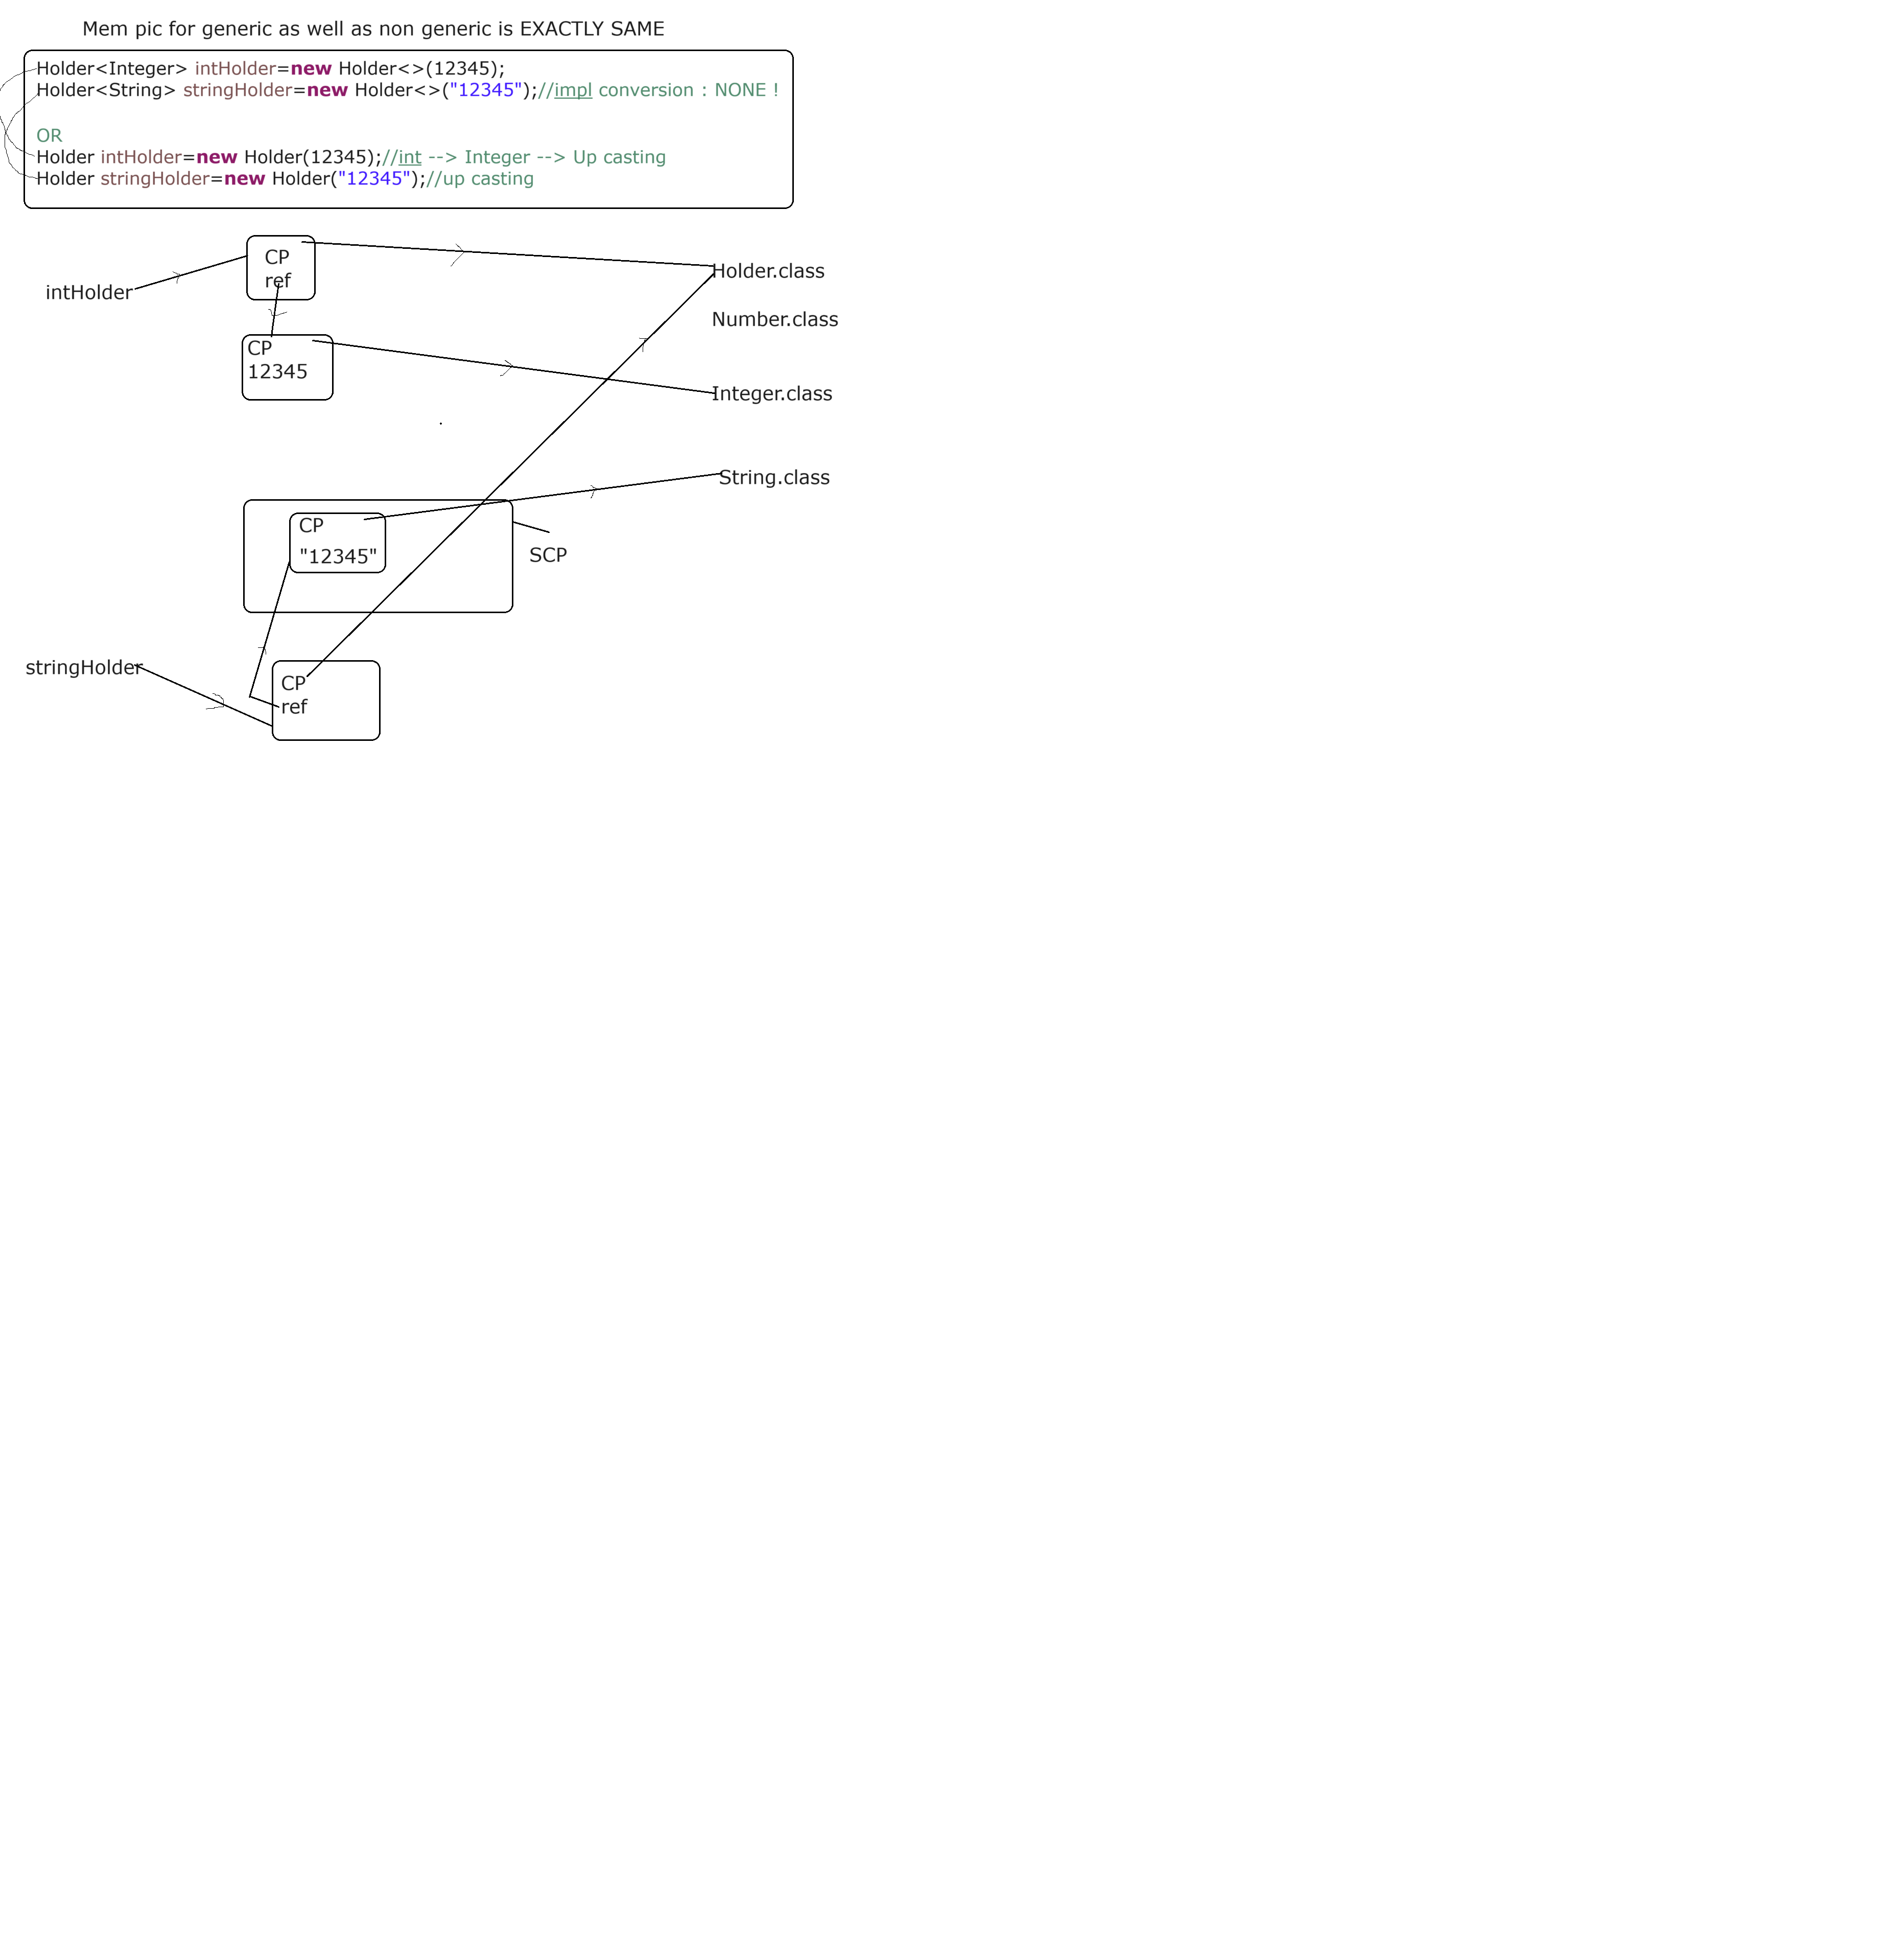 Mem pic for generic as well as non generic is EXACTLY SAME
Holder<Integer> intHolder=new Holder<>(12345);
Holder<String> stringHolder=new Holder<>("12345");//impl conversion : NONE !
OR
Holder intHolder=new Holder(12345);//int --> Integer --> Up casting
Holder stringHolder=new Holder("12345");//up casting
CP
ref
Holder.class
intHolder
Number.class
CP
12345
Integer.class
String.class
CP
"12345"
SCP
stringHolder
CP
ref